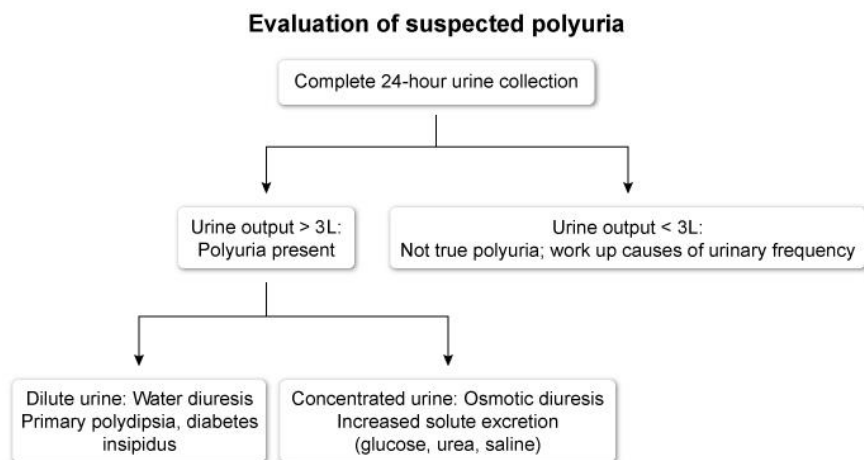 Evaluation of suspected polyuria
Complete 24-hour urine collection
Urine output > 3L:
Polyuria present
Urine output < 3L:
Not true polyuria; work up causes of urinary frequency
Dilute urine: Water diuresis
Primary polydipsia, diabetes
insipidus
Concentrated urine: Osmotic diuresis
Increased solute excretion
(glucose, urea, saline)